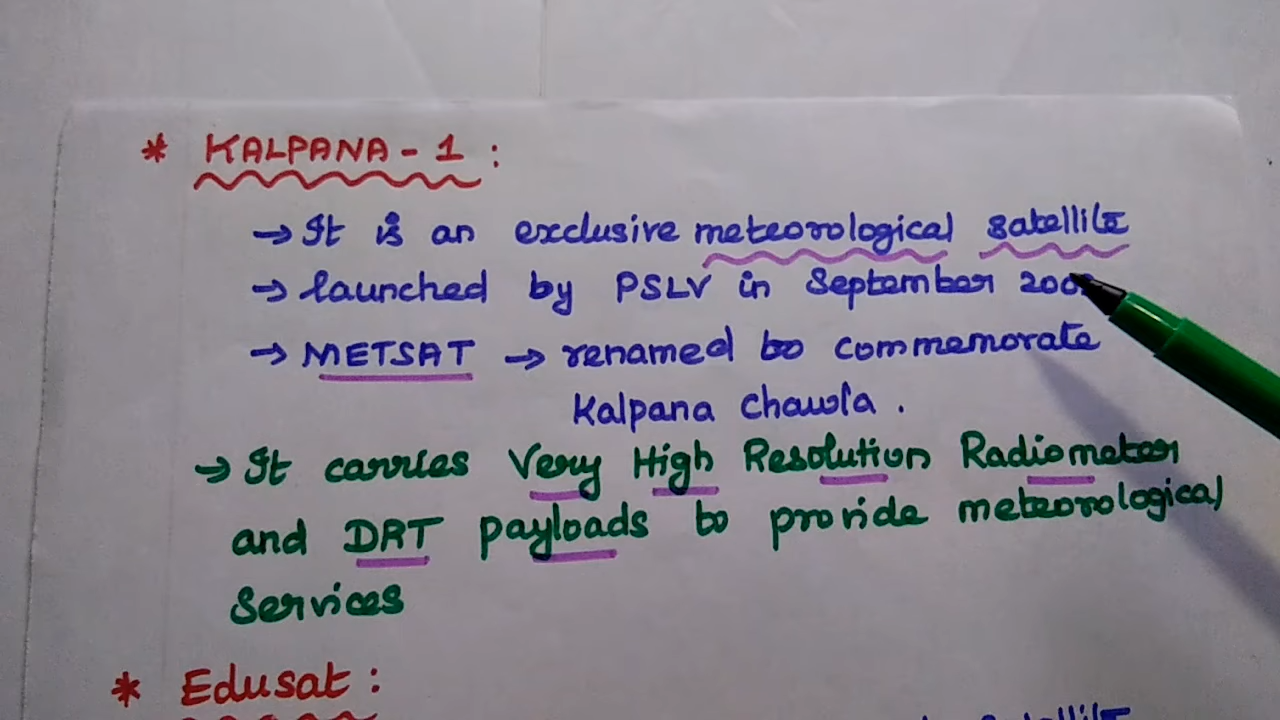 * KALPANA - 1 :
→ It is an exclusive meteorological satellite
→ launched by PSLV in September
→ METSAT → renamed to commemorate
Kalpana Chawla .
→ It carries Very High Resolution Radiometer
and DRT payloads to provide meteorological
Services
* Edusat :